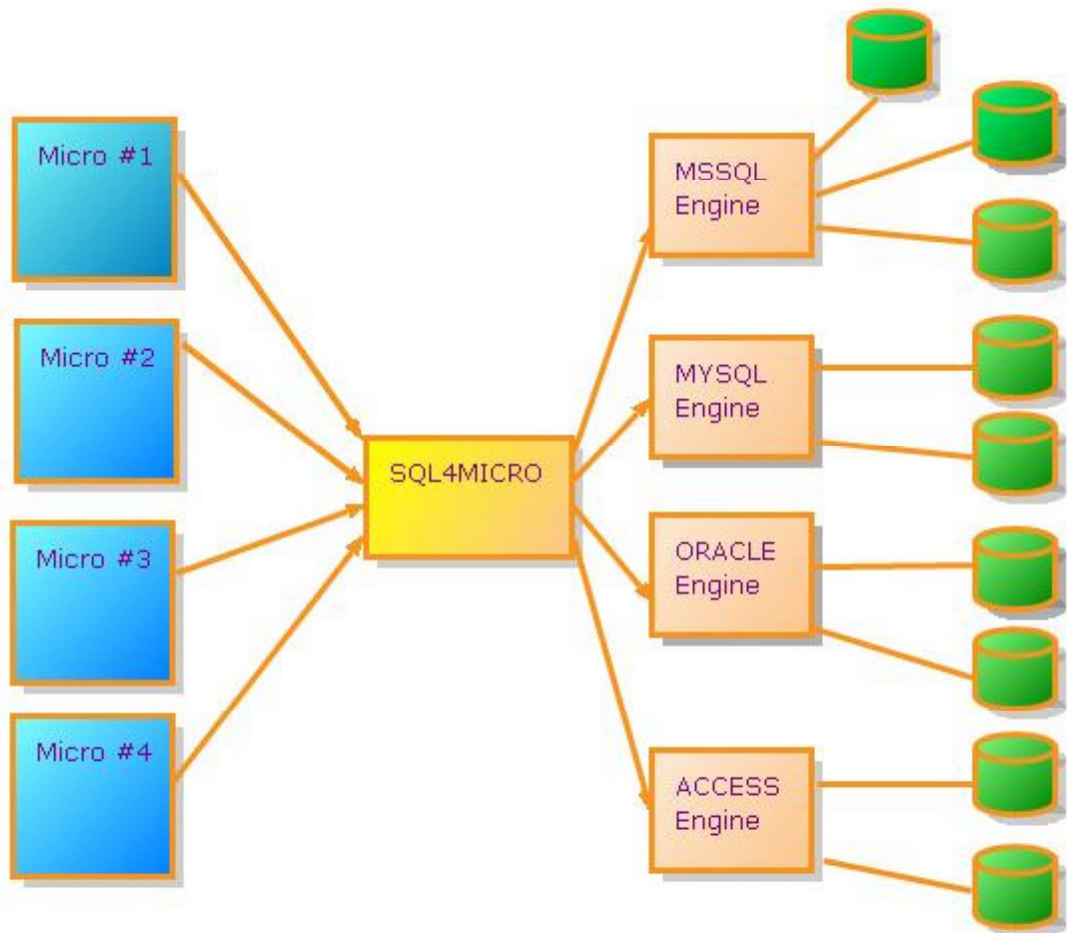 Micro #1
Micro #2
Micro #3
Micro #4
SQL4MICRO
MSSQL
Engine
MYSQL
Engine
ORACLE
Engine
ACCESS
Engine